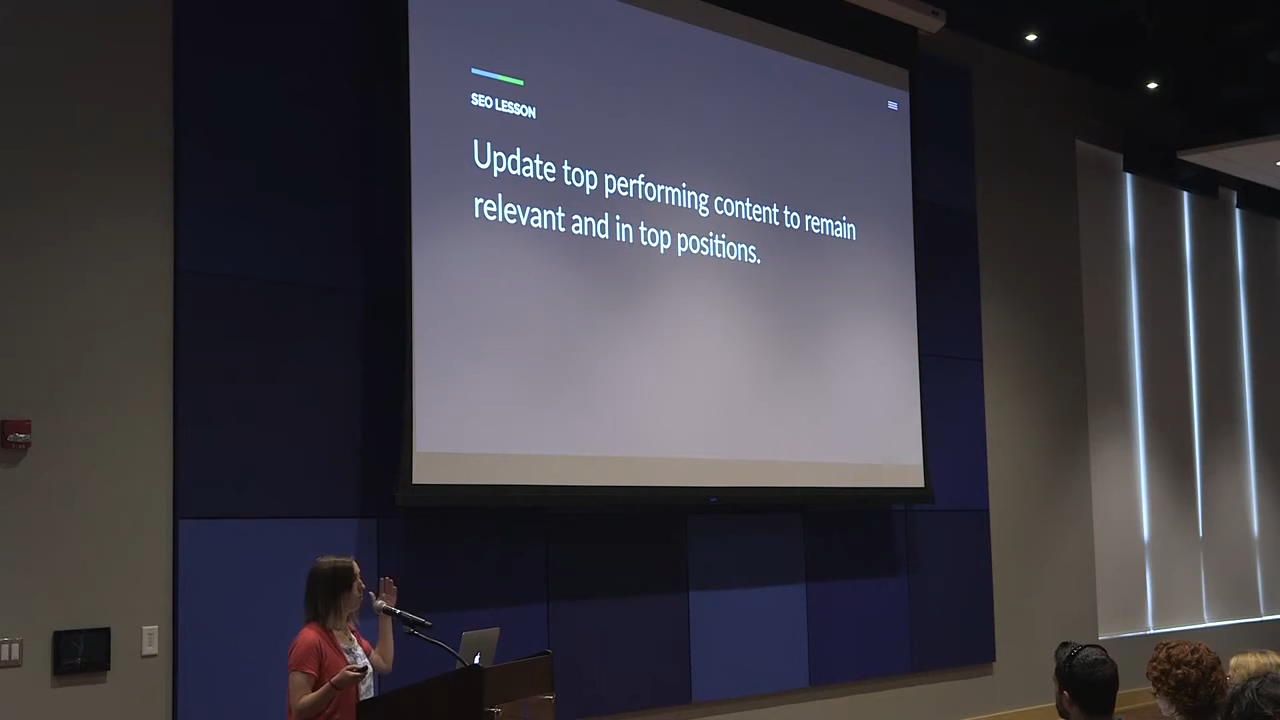 SEO LESSON
Update top performing content to remain
relevant and in top positions.